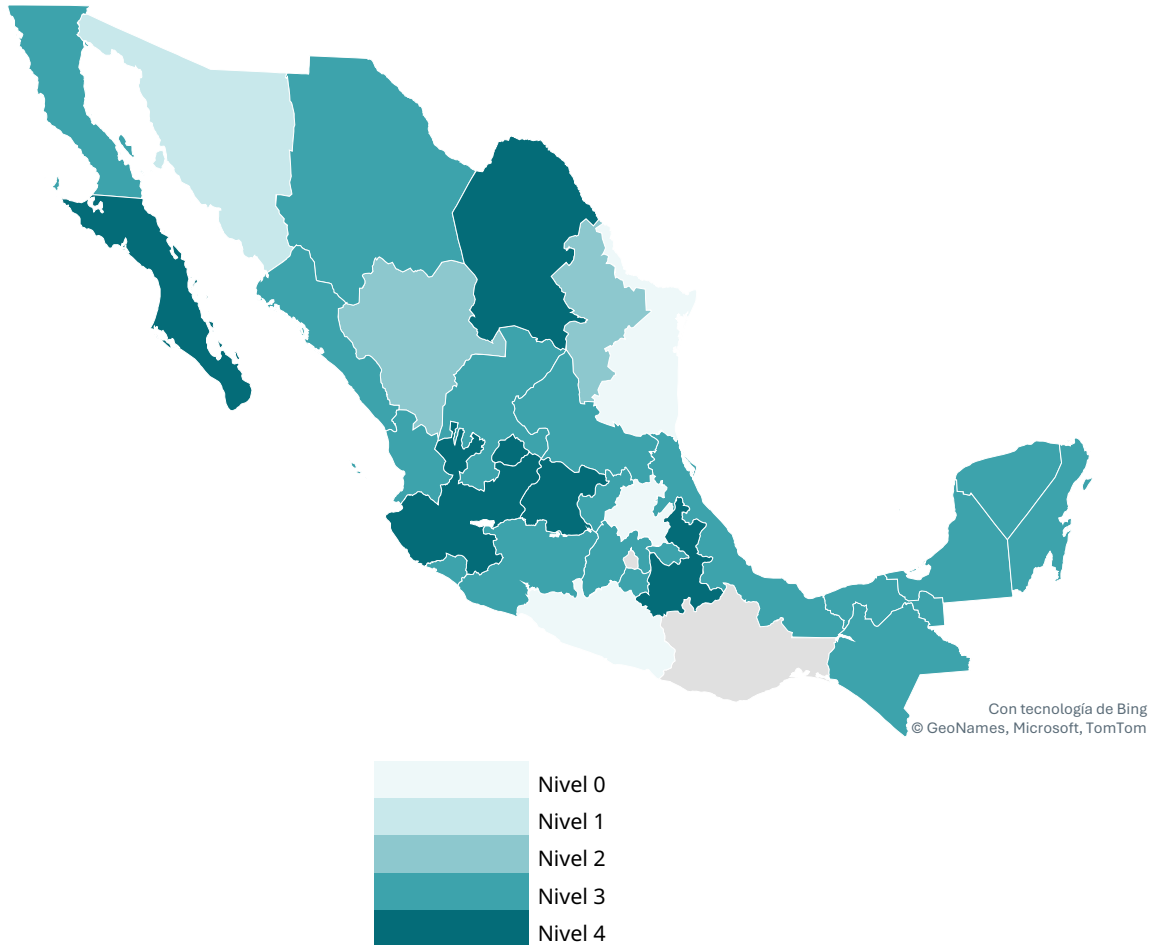 Con tecnología de Bing
© GeoNames, Microsoft, TomTom
Nivel 0
Nivel 1
Nivel 2
Nivel 3
Nivel 4